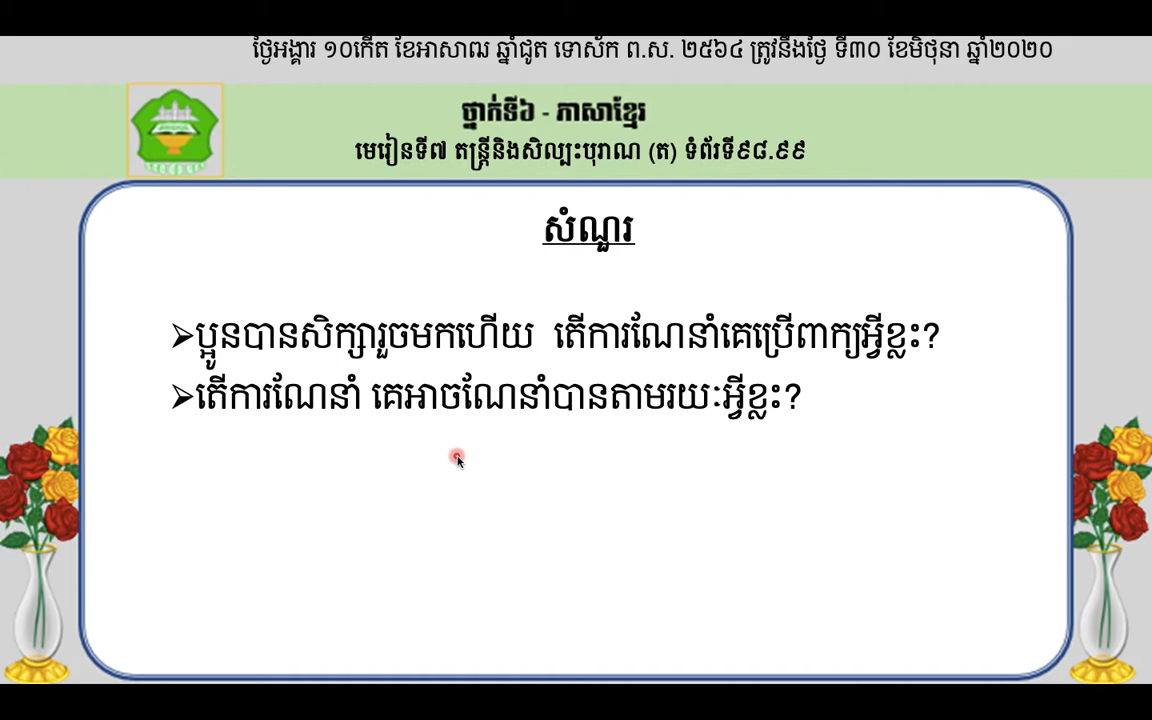 ថ្ងៃអង្គារ ១០កើត ខែអាសាឍ ឆ្នាំជូត ទោស័ក ព.ស. ២៥៦៤ ត្រូវនឹងថ្ងៃ ទី៣០ ខែមិថុនា ឆ្នាំ២០២០
ថ្នាក់ទី៦ - ភាសាខ្មែរ
មេរៀនទី៧ តន្ត្រីនិងសិល្បះបុរាណ (ត) ទំព័រទី៩៨.៩៩
សំណួរ
➢ប្អូនបានសិក្សារួចមកហើយ តើការណែនាំគេប្រើពាក្យអ្វីខ្លះ?
➢តើការណែនាំ គេអាចណែនាំបានតាមរយ:អ្វីខ្លះ?